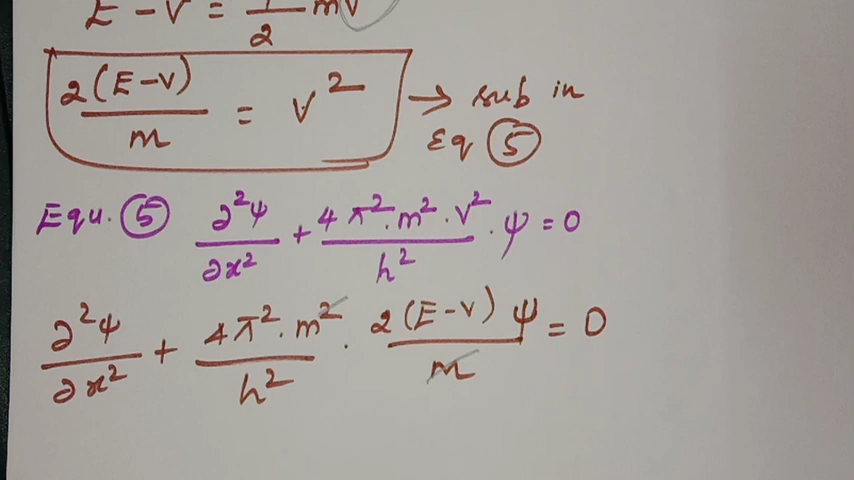 E - V = 1/2 mv
2(E-V)/m = v² → sub in
Eq ⑤
Equ. ⑤ ∂²ψ/∂x² + 4π².m².v²/h² . ψ = 0
∂²ψ/∂x² + 4π².m²/h² . 2(E-V)/m ψ = 0